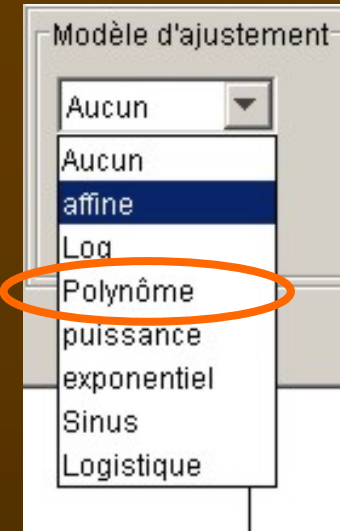 Modèle d'ajustement
Aucun
Aucun
affine
Log
Polynôme
puissance
exponentiel
Sinus
Logistique